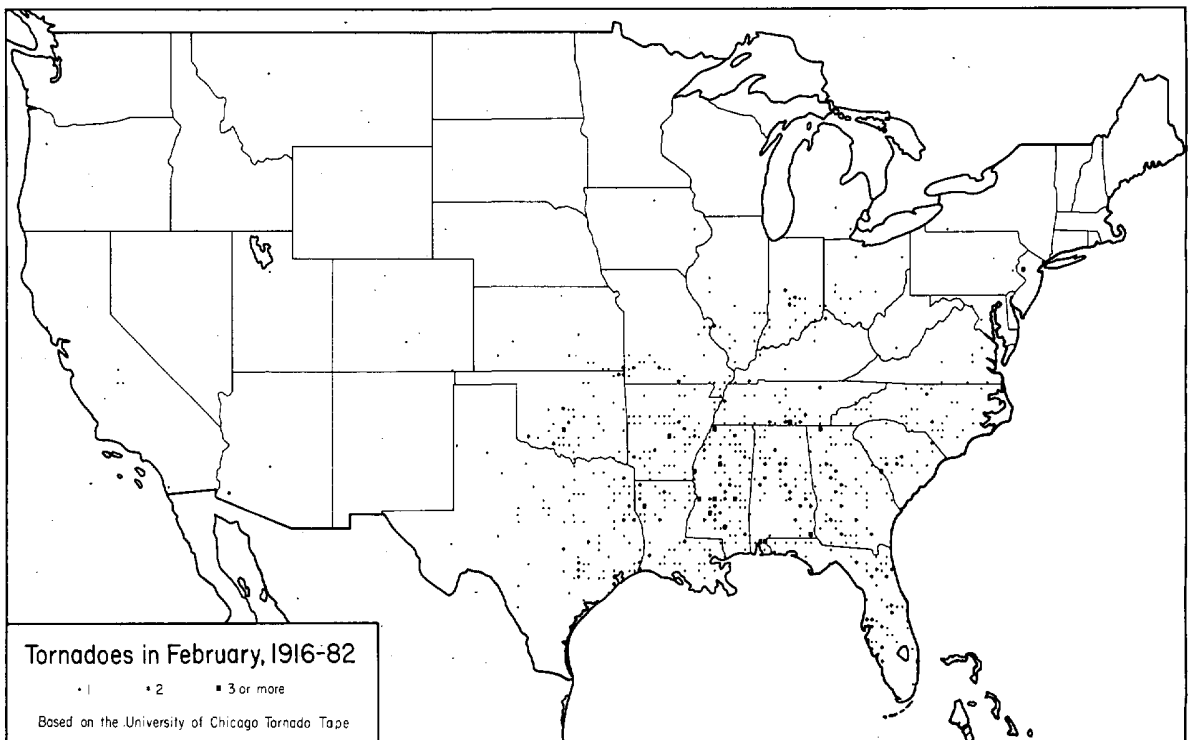 Tornadoes in February, 1916-82
· 1 • 2 ■ 3 or more
Based on the University of Chicago Tornado Tape